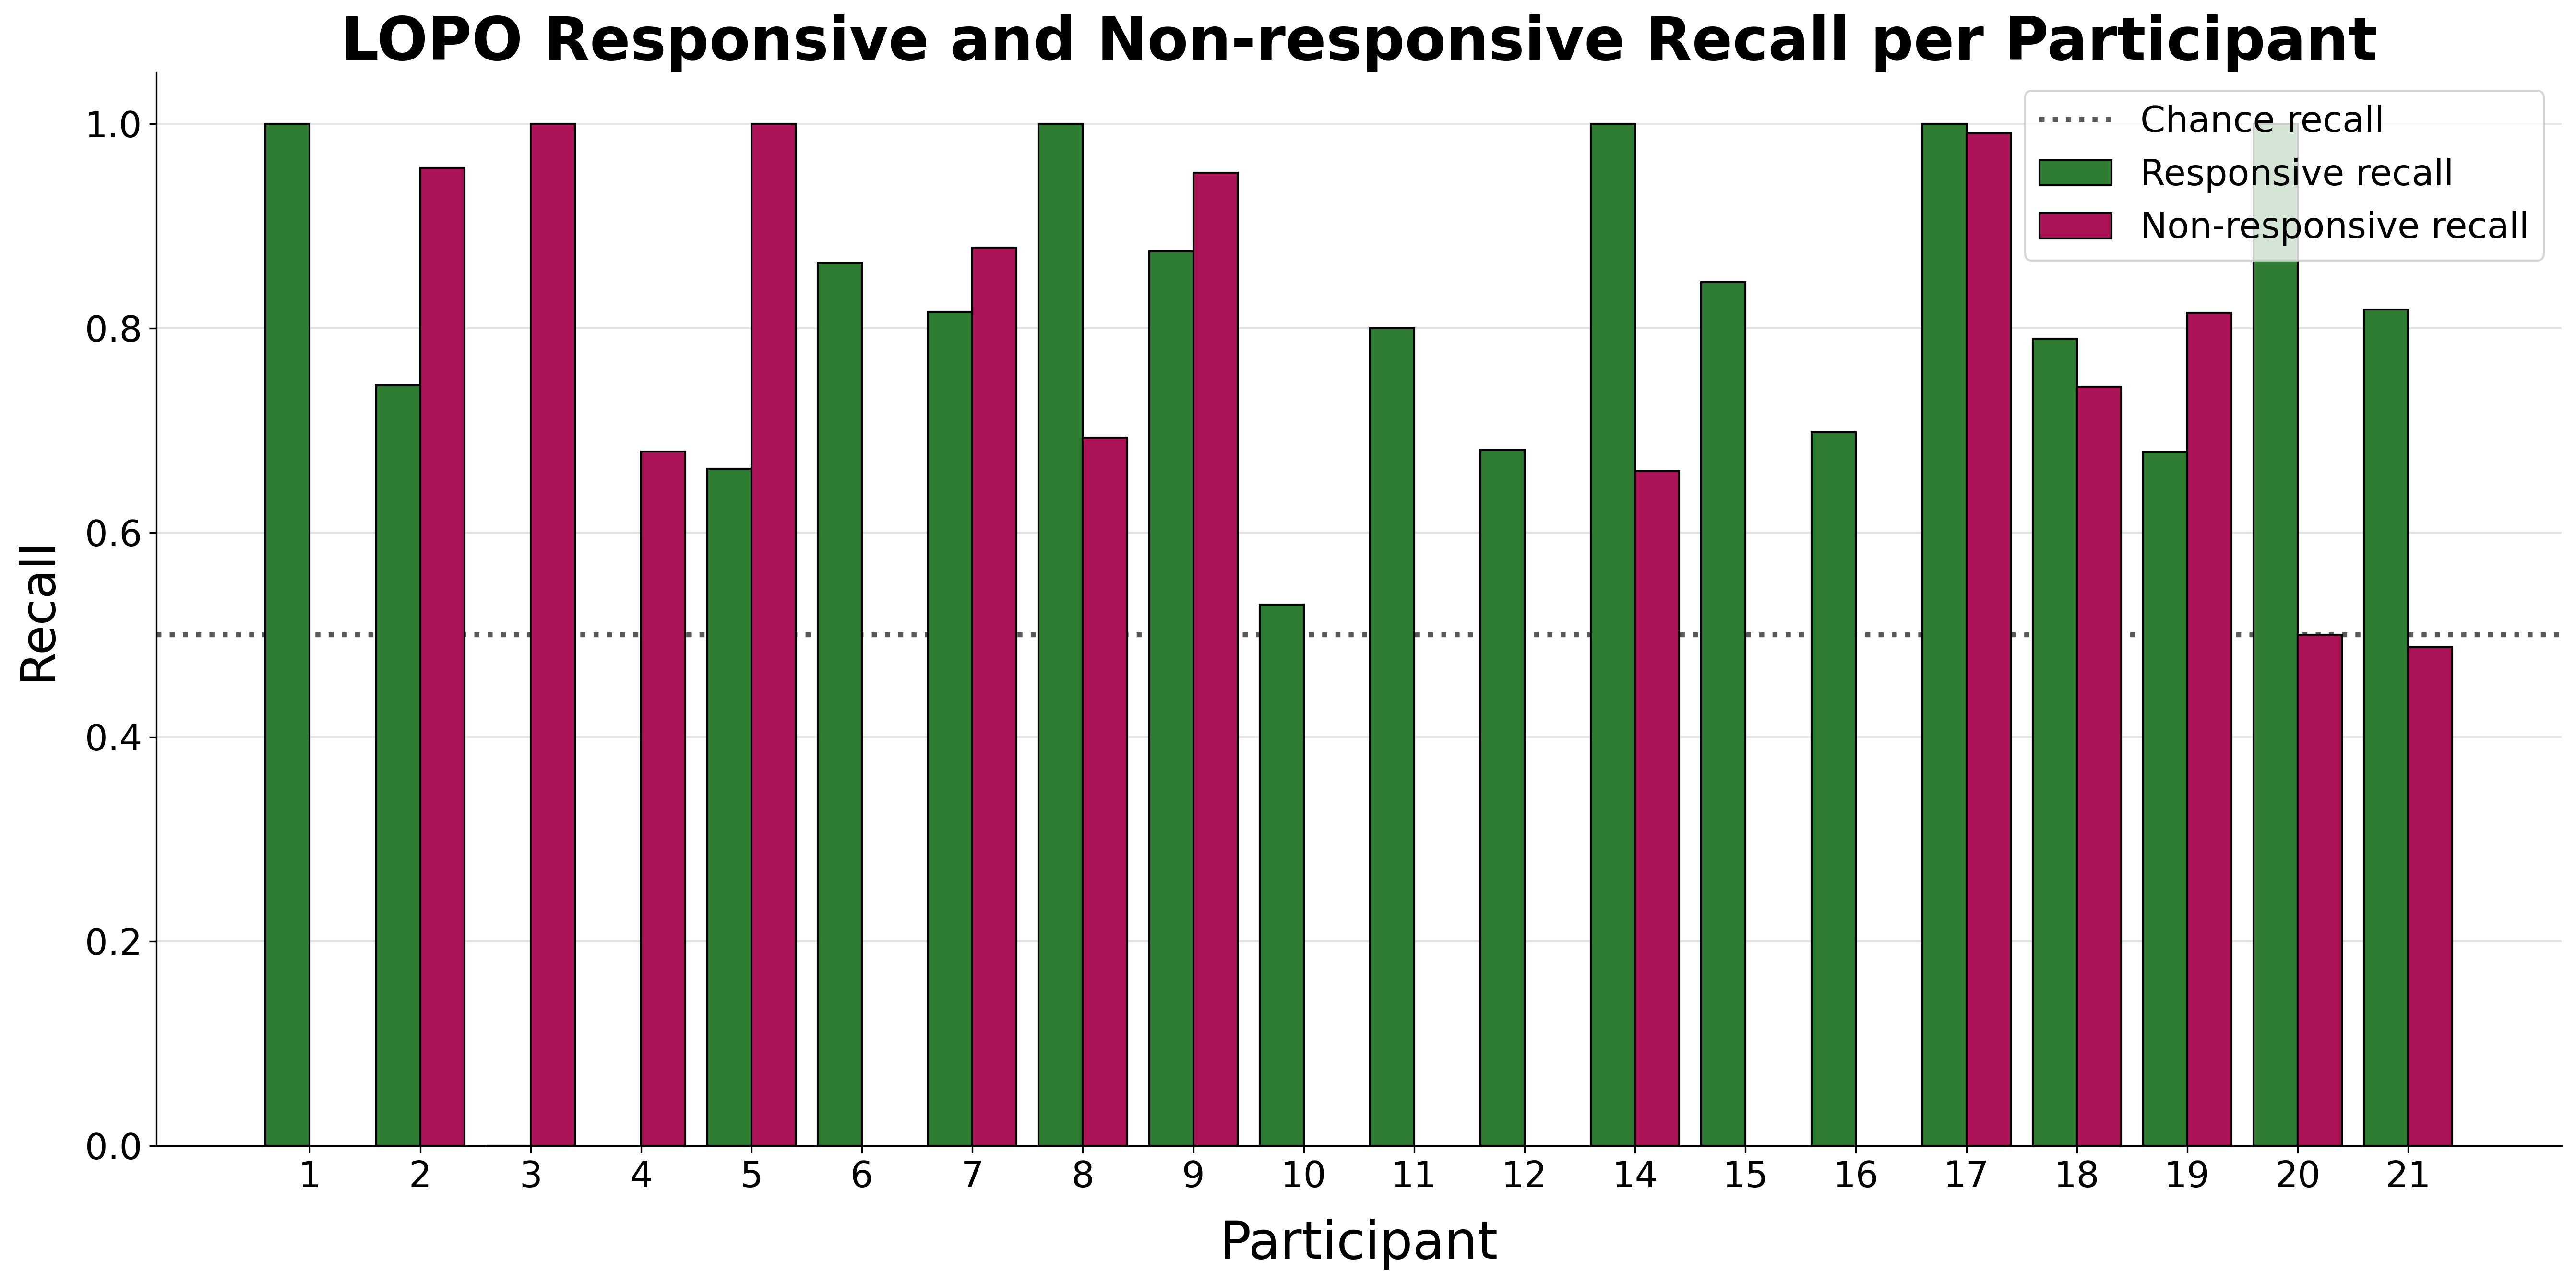 LOPO Responsive and Non-responsive Recall per Participant
Chance recall
Responsive recall
Non-responsive recall
1.0
0.8
0.6
0.4
0.2
0.0
Recall
1 2 3 4 5 6 7 8 9 10 11 12 14 15 16 17 18 19 20 21
Participant